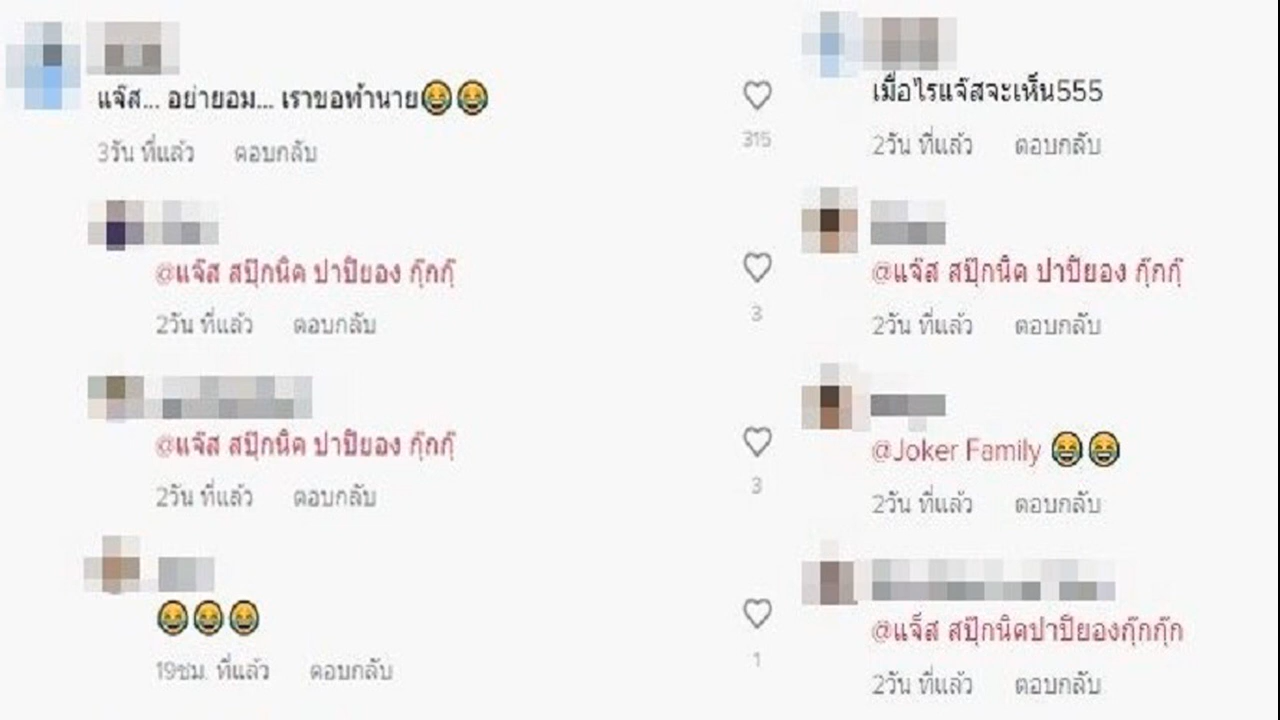 แจ๊ส... อย่ายอม... เราขอทำนาย😂😂
3วัน ที่แล้ว ตอบกลับ
315
@แจ๊ส สปุ๊กนิค ปาปิยอง กุ๊กกุ๊
2วัน ที่แล้ว ตอบกลับ
3
@แจ๊ส สปุ๊กนิค ปาปิยอง กุ๊กกุ๊
2วัน ที่แล้ว ตอบกลับ
3
😂😂😂
19ชม. ที่แล้ว ตอบกลับ
1
เมื่อไรแจ๊สจะเห็น555
2วัน ที่แล้ว ตอบกลับ
@แจ๊ส สปุ๊กนิค ปาปิยอง กุ๊กกุ๊
2วัน ที่แล้ว ตอบกลับ
@Joker Family 😂😂
2วัน ที่แล้ว ตอบกลับ
@แจ๊ส สปุ๊กนิคปาปิยองกุ๊กกุ๊ก
2วัน ที่แล้ว ตอบกลับ